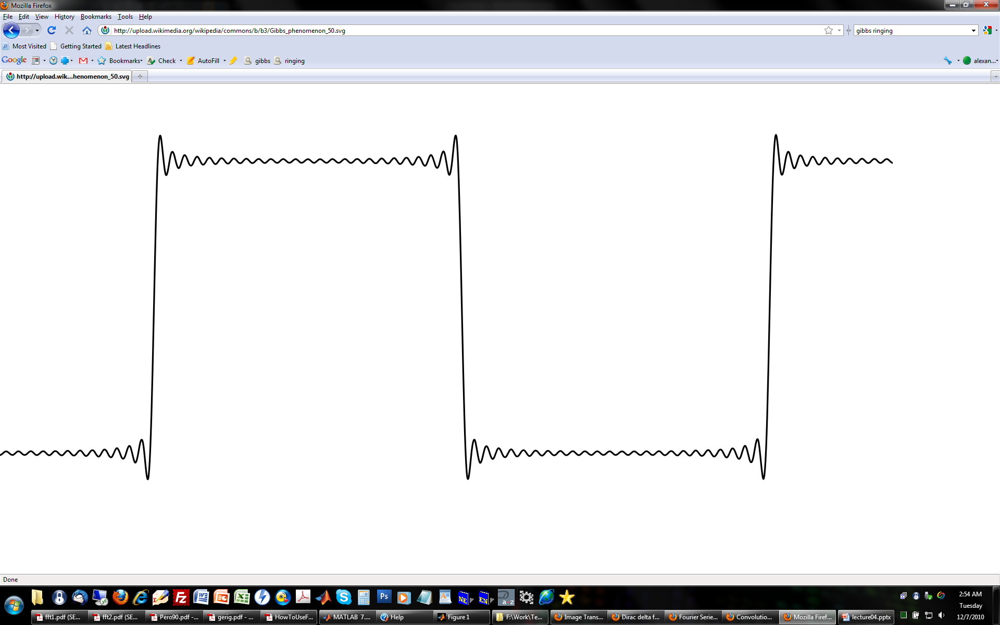 Mozilla Firefox
File Edit View History Bookmarks Tools Help
http://upload.wikimedia.org/wikipedia/commons/b/b3/Gibbs_phenomenon_50.svg gibbs ringing
Most Visited Getting Started Latest Headlines
Google Bookmarks Check AutoFill gibbs ringing alexan...
http://upload.wik...henomenon_50.svg
Done
Ps NE EN a z 2:54 AM
Tuesday
fft1.pdf (SE... fft2.pdf (SE... Pero90.pdf -... gerig.pdf - ... HowToUseF... MATLAB 7.... Help Figure 1 F:\Work\Te... Image Trans... Dirac delta f... Fourier Serie... Convolutio... Mozilla Firef... lecture04.pptx 12/7/2010